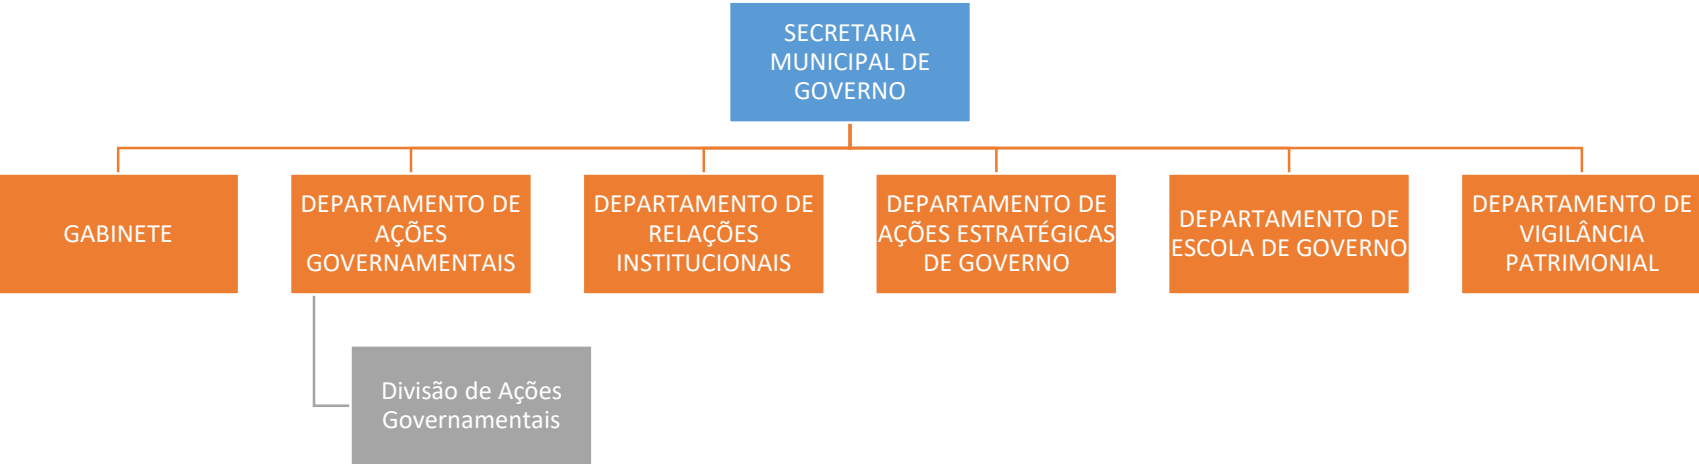 SECRETARIA
MUNICIPAL DE
GOVERNO
GABINETE
DEPARTAMENTO DE
AÇÕES
GOVERNAMENTAIS
DEPARTAMENTO DE
RELAÇÕES
INSTITUCIONAIS
DEPARTAMENTO DE
AÇÕES ESTRATÉGICAS
DE GOVERNO
DEPARTAMENTO DE
ESCOLA DE GOVERNO
DEPARTAMENTO DE
VIGILÂNCIA
PATRIMONIAL
Divisão de Ações
Governamentais